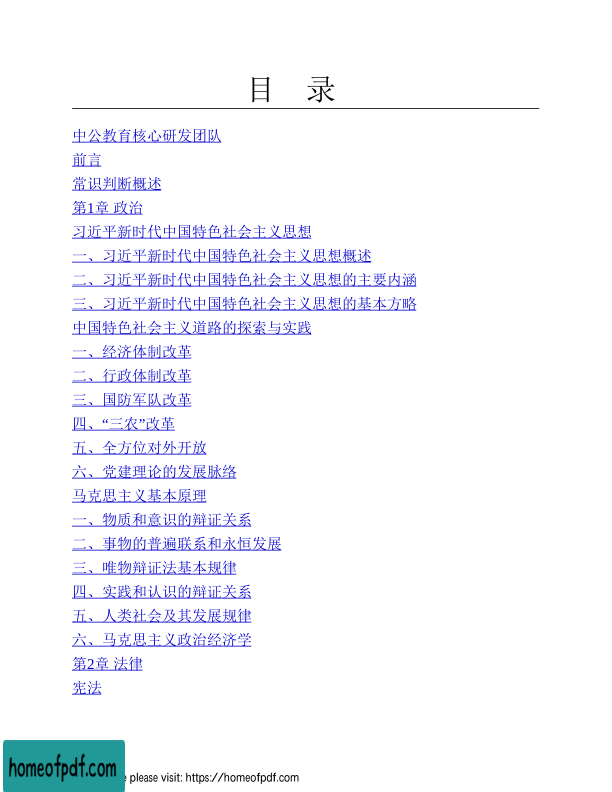 目 录
中公教育核心研发团队
前言
常识判断概述
第1章 政治
习近平新时代中国特色社会主义思想
一、习近平新时代中国特色社会主义思想概述
二、习近平新时代中国特色社会主义思想的主要内涵
三、习近平新时代中国特色社会主义思想的基本方略
中国特色社会主义道路的探索与实践
一、经济体制改革
二、行政体制改革
三、国防军队改革
四、“三农”改革
五、全方位对外开放
六、党建理论的发展脉络
马克思主义基本原理
一、物质和意识的辩证关系
二、事物的普遍联系和永恒发展
三、唯物辩证法基本规律
四、实践和认识的辩证关系
五、人类社会及其发展规律
六、马克思主义政治经济学
第2章 法律
宪法
homeofpdf.com
e please visit: https://homeofpdf.com